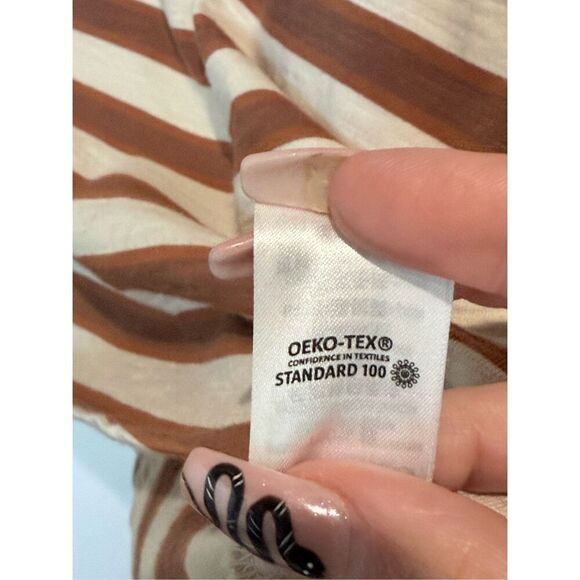 OEKO-TEX®
CONFIDENCE IN TEXTILES
STANDARD 100